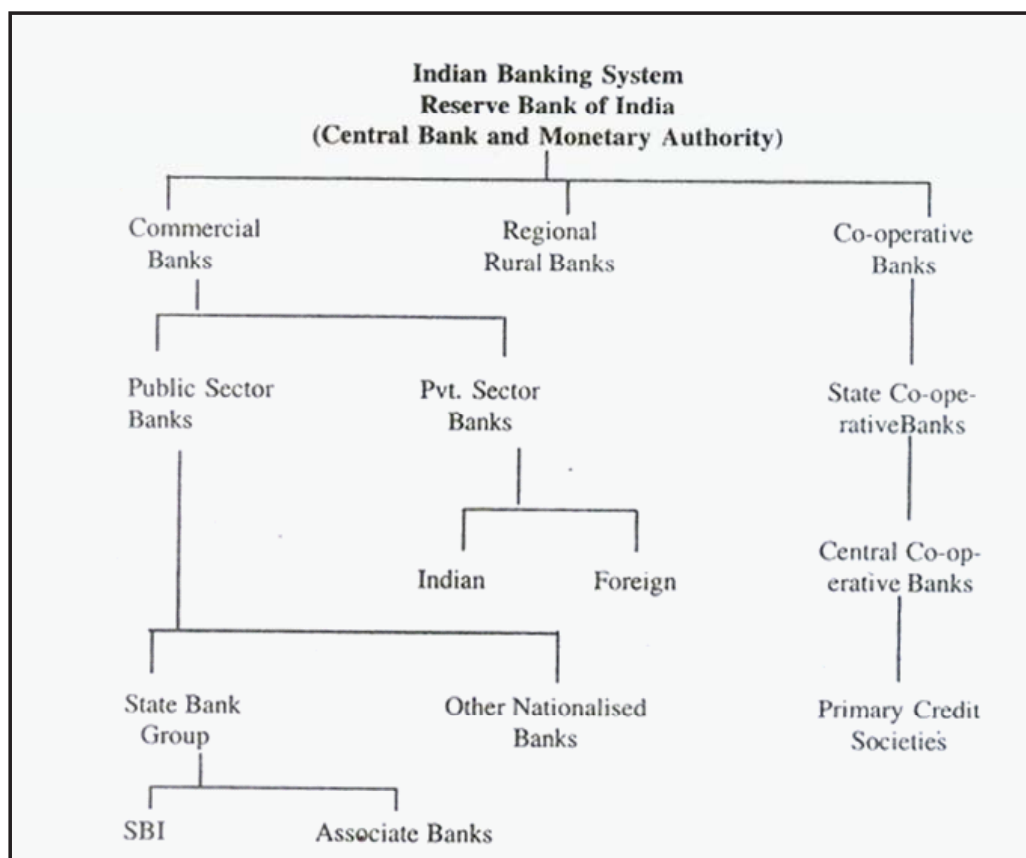 Indian Banking System
Reserve Bank of India
(Central Bank and Monetary Authority)
Commercial
Banks
Regional
Rural Banks
Co-operative
Banks
Public Sector
Banks
Pvt. Sector
Banks
State Co-ope-
rativeBanks
Indian
Foreign
Central Co-op-
erative Banks
State Bank
Group
Other Nationalised
Banks
Primary Credit
Societies
SBI
Associate Banks